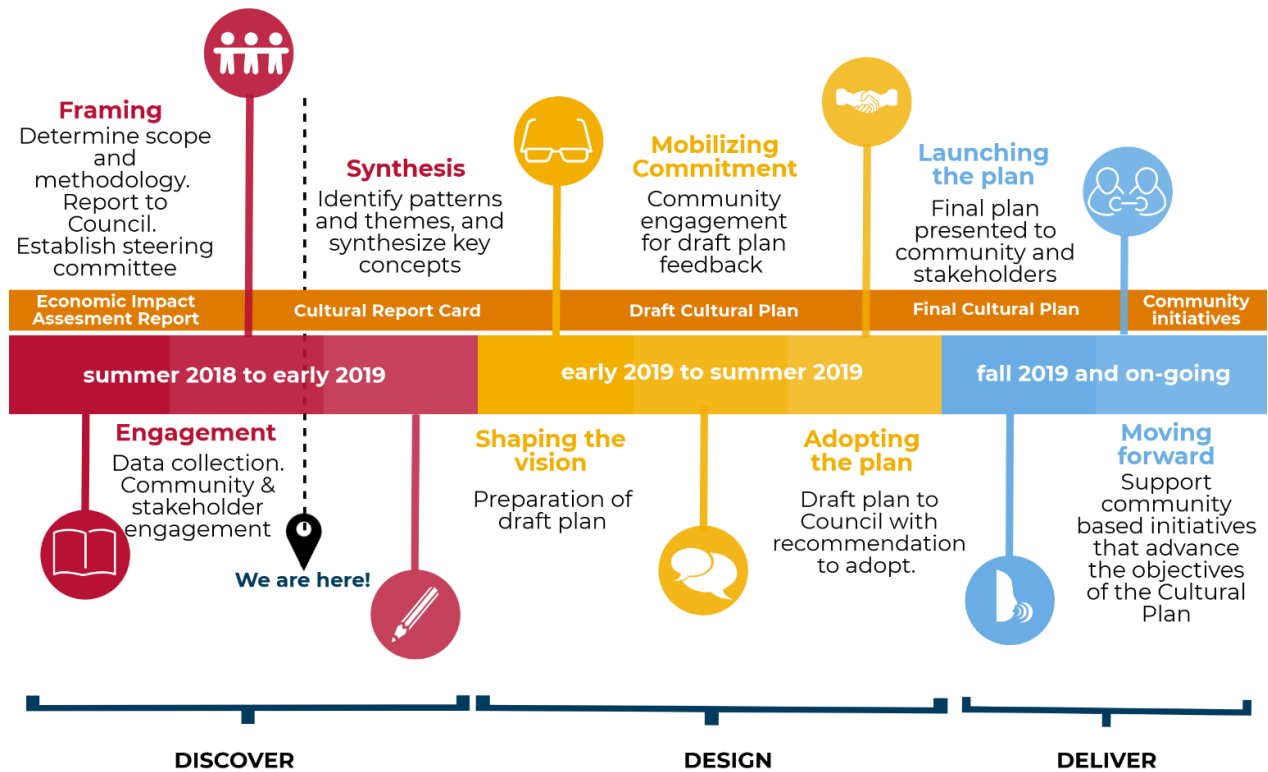 Framing
Determine scope
and
methodology.
Report to
Council.
Establish steering
committee
Synthesis
Identify patterns
and themes, and
synthesize key
concepts
Mobilizing
Commitment
Community
engagement
for draft plan
feedback
Launching
the plan
Final plan
presented to
community and
stakeholders
Economic Impact
Assesment Report
Cultural Report Card
Draft Cultural Plan
Final Cultural Plan
Community
initiatives
summer 2018 to early 2019
early 2019 to summer 2019
fall 2019 and on-going
Engagement
Data collection.
Community &
stakeholder
engagement
We are here!
Shaping the
vision
Preparation of
draft plan
Adopting
the plan
Draft plan to
Council with
recommendation
to adopt.
Moving
forward
Support
community
based initiatives
that advance
the objectives
of the Cultural
Plan
DISCOVER
DESIGN
DELIVER